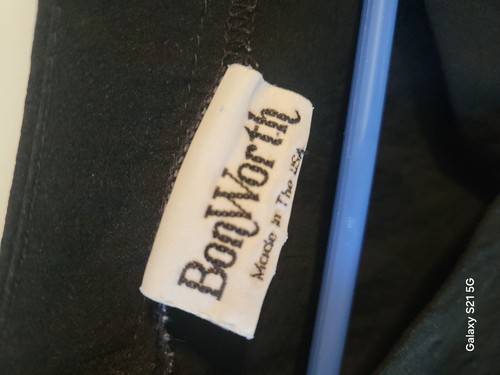 BonWorth
Made in The USA
Galaxy S21 5G